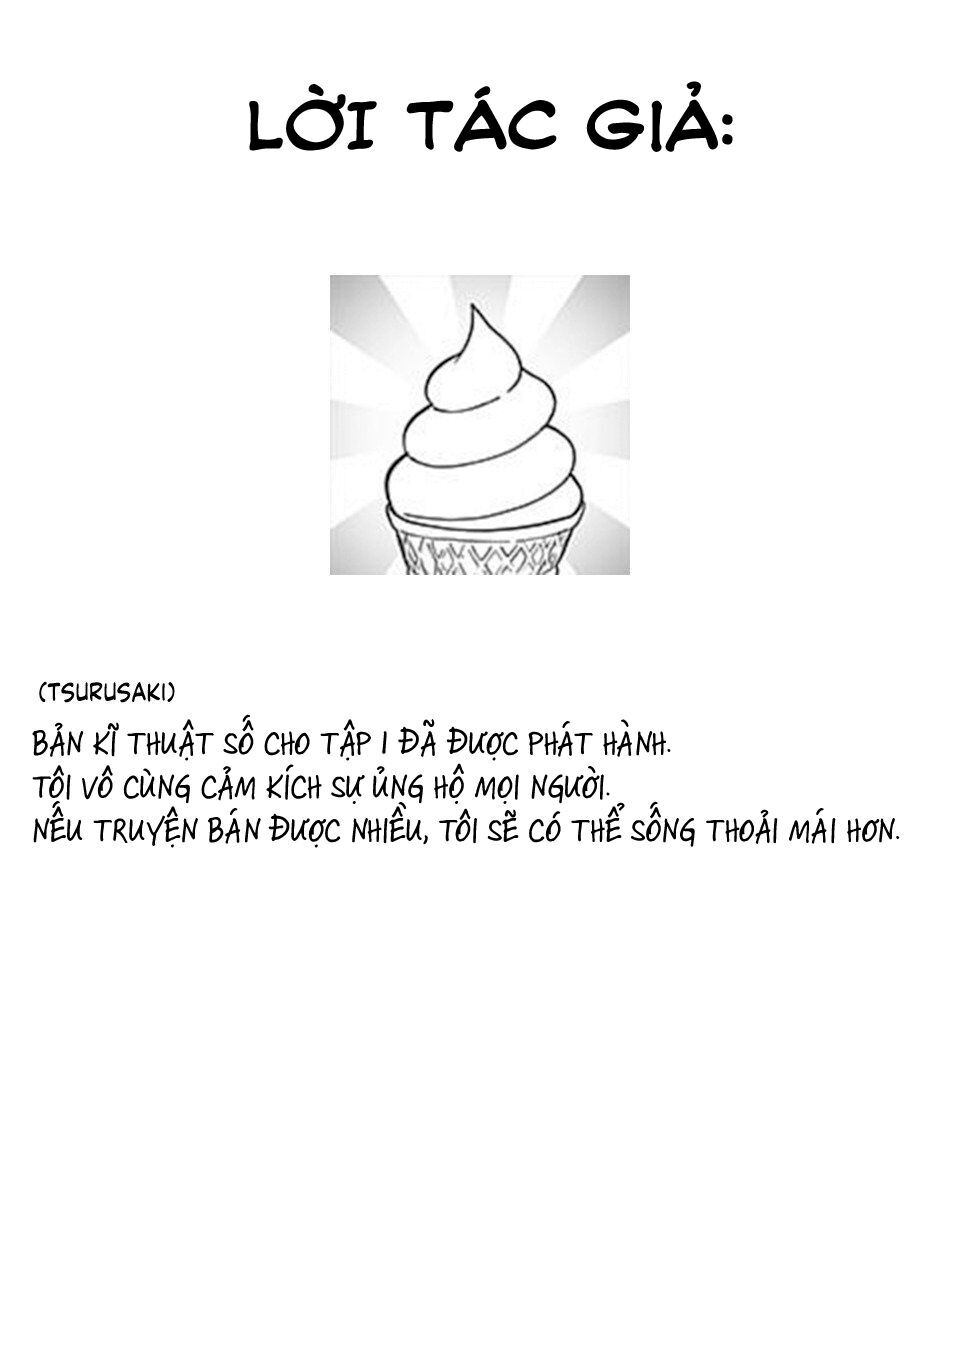 LỜI TÁC GIẢ:
(TSURUSAKI)
BẢN KĨ THUẬT SỐ CHO TẬP 1 ĐÃ ĐƯỢC PHÁT HÀNH.
TÔI VÔ CÙNG CẢM KÍCH SỰ ỦNG HỘ MỌI NGƯỜI.
NẾU TRUYỆN BÁN ĐƯỢC NHIỀU, TÔI SẼ CÓ THỂ SỐNG THOẢI MÁI HƠN.